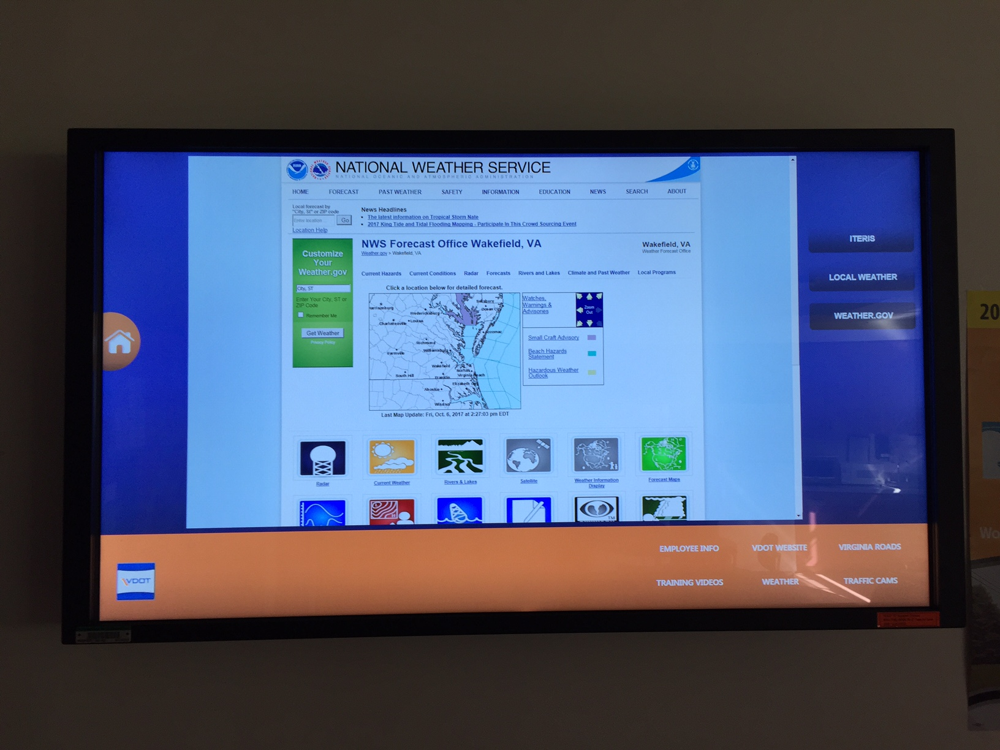 NATIONAL WEATHER SERVICE
NATIONAL OCEANIC AND ATMOSPHERIC ADMINISTRATION
HOME FORECAST PAST WEATHER SAFETY INFORMATION EDUCATION NEWS SEARCH ABOUT
Local forecast by
"City, St" or ZIP code
Enter location ...
Go
Location Help
News Headlines
The latest information on Tropical Storm Nate
2017 King Tide and Tidal Flooding Mapping - Participate In This Crowd Sourcing Event
Customize
Your
Weather.gov
City, ST
Enter Your City, ST or
ZIP Code
Remember Me
Get Weather
Privacy Policy
NWS Forecast Office Wakefield, VA
Weather.gov > Wakefield, VA
Wakefield, VA
Weather Forecast Office
Current Hazards Current Conditions Radar Forecasts Rivers and Lakes Climate and Past Weather Local Programs
Click a location below for detailed forecast.
Salisbury
Ocean City
Fredericksburg
Charlottesville
Louisa
Richmond
Williamsburg
Farmville
Wakefield
Norfolk
South Hill
Franklin
Virginia Beach
Elizabeth City
Ahoskie
Last Map Update: Fri, Oct. 6, 2017 at 2:27:03 pm EDT
Watches,
Warnings &
Advisories
Zoom
Out
Small Craft Advisory
Beach Hazards
Statement
Hazardous Weather
Outlook
Radar
Current Weather
Rivers & Lakes
Satellite
Weather Information
Display
Forecast Maps
TM
ITERIS
LOCAL WEATHER
WEATHER.GOV
VDOT
EMPLOYEE INFO VDOT WEBSITE VIRGINIA ROADS
TRAINING VIDEOS WEATHER TRAFFIC CAMS
20
Wo